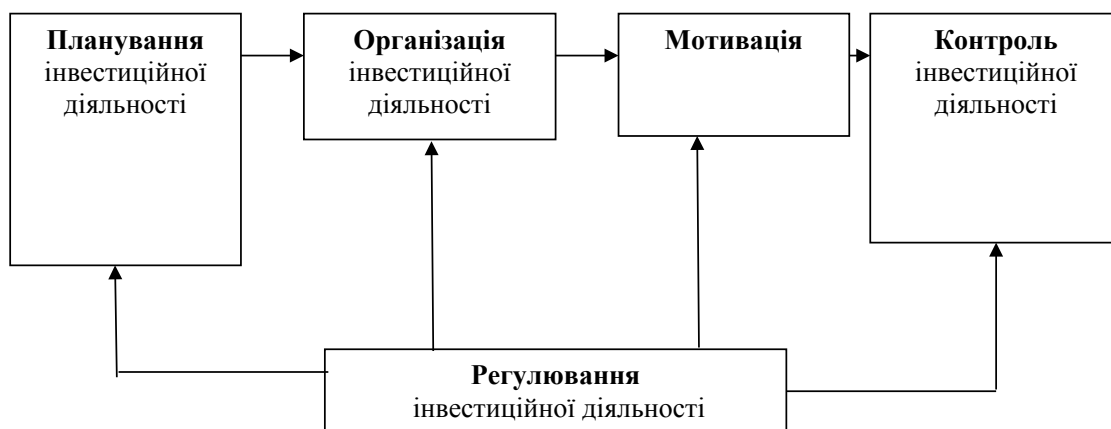 Планування
інвестиційної
діяльності
Організація
інвестиційної
діяльності
Мотивація
Контроль
інвестиційної
діяльності
Регулювання
інвестиційної діяльності